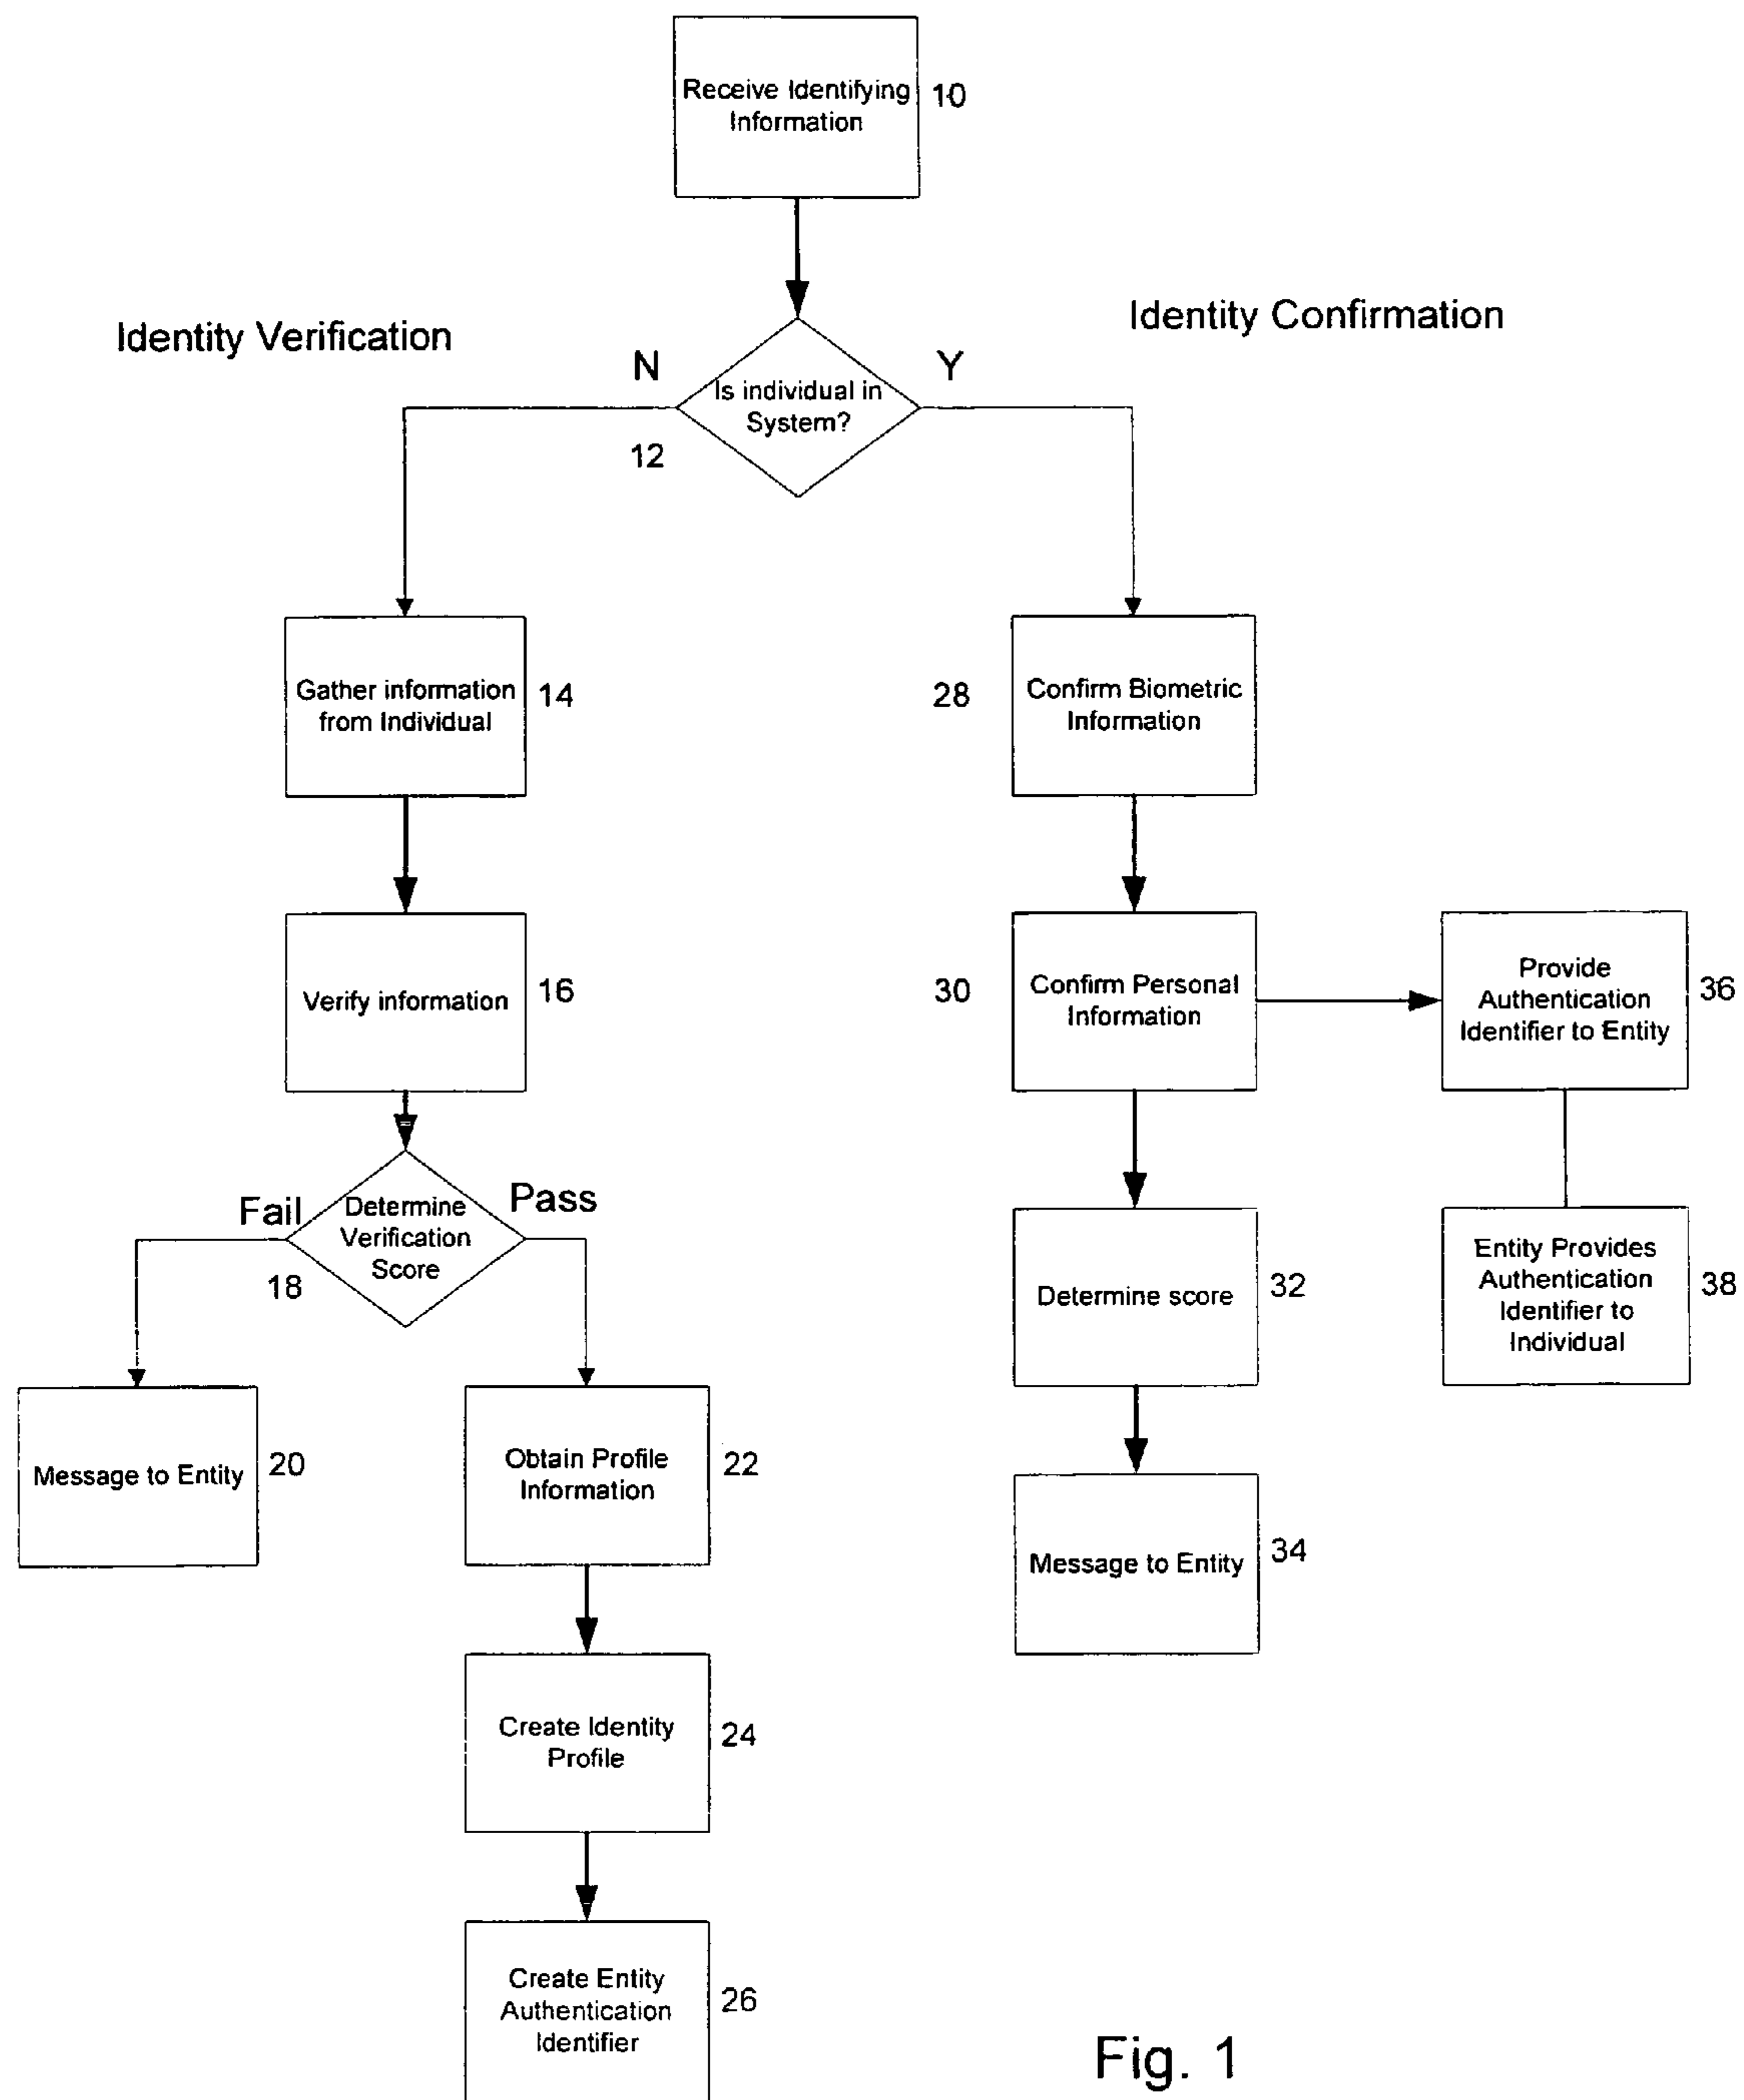 Receive Identifying
Information
10
Identity Verification
Identity Confirmation
N
Y
Is individual in
System?
12
Gather information
from Individual
14
28
Confirm Biometric
Information
Verify information
16
30
Confirm Personal
Information
Provide
Authentication
Identifier to Entity
36
Fail
Determine
Verification
Score
Pass
18
Determine score
32
Entity Provides
Authentication
Identifier to
Individual
38
Message to Entity
20
Obtain Profile
Information
22
Message to Entity
34
Create Identity
Profile
24
Create Entity
Authentication
Identifier
26
Fig. 1